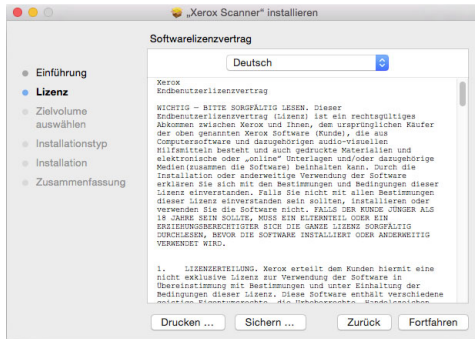 „Xerox Scanner“ installieren
Softwarelizenzvertrag
Einführung
Lizenz
Zielvolume
auswählen
Installationstyp
Installation
Zusammenfassung
Deutsch
Xerox
Endbenutzerlizenzvertrag
WICHTIG — BITTE SORGFÄLTIG LESEN. Dieser
Endbenutzerlizenzvertrag (Lizenz) ist ein rechtsgültiges
Abkommen zwischen Xerox und Ihnen, dem ursprünglichen Käufer
der oben genannten Xerox Software (Kunde), die aus
Computersoftware und dazugehörigen audio-visuellen
Hilfsmitteln besteht und auch gedruckte Materialien und
elektronische oder „online" Unterlagen und/oder dazugehörige
Medien(zusammen die Software) beinhalten kann. Durch die
Installation oder anderweitige Verwendung der Software
erklären Sie sich mit den Bestimmungen und Bedingungen dieser
Lizenz einverstanden. Falls Sie nicht mit allen Bestimmungen
dieser Lizenz einverstanden sein sollten, installieren oder
verwenden Sie die Software nicht. FALLS DER KUNDE JÜNGER ALS
18 JAHRE SEIN SOLLTE, MUSS EIN ELTERNTEIL ODER EIN
ERZIEHUNGSBERECHTIGTER SICH DIE GANZE LIZENZ SORGFÄLTIG
DURCHLESEN, BEVOR DIE SOFTWARE INSTALLIERT ODER ANDERWEITIG
VERWENDET WIRD.
1. LIZENZERTEILUNG. Xerox erteilt dem Kunden hiermit eine
nicht exklusive Lizenz zur Verwendung der Software in
Übereinstimmung mit Bestimmungen und unter Einhaltung der
Bedingungen dieser Lizenz. Diese Software enthält verschiedene
Drucken ...
Sichern ...
Zurück
Fortfahren